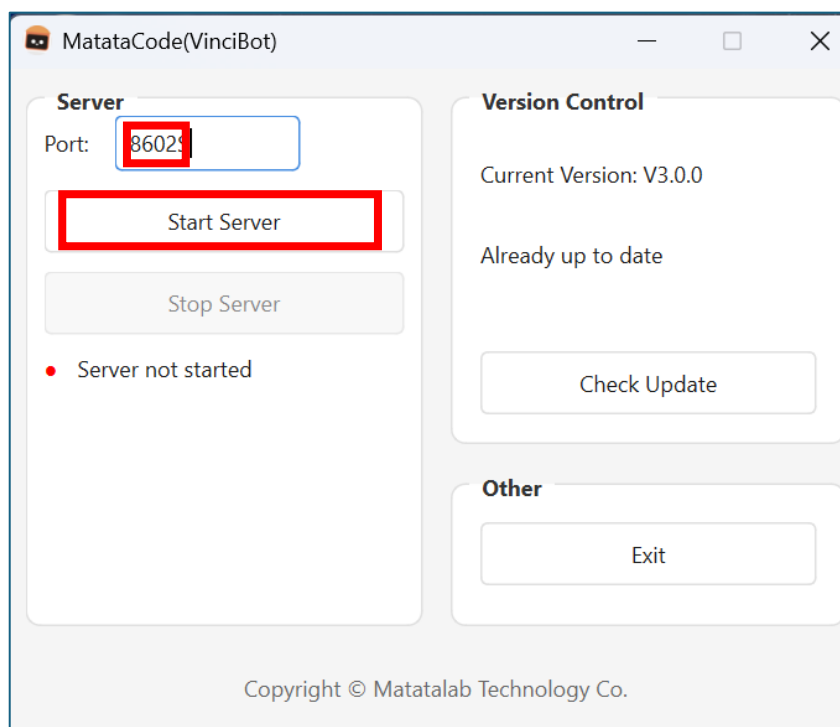 MatataCode(VinciBot)
Server
Port:
Start Server
Stop Server
Server not started
Version Control
Current Version: V3.0.0
Already up to date
Check Update
Other
Exit
Copyright © Matatalab Technology Co.